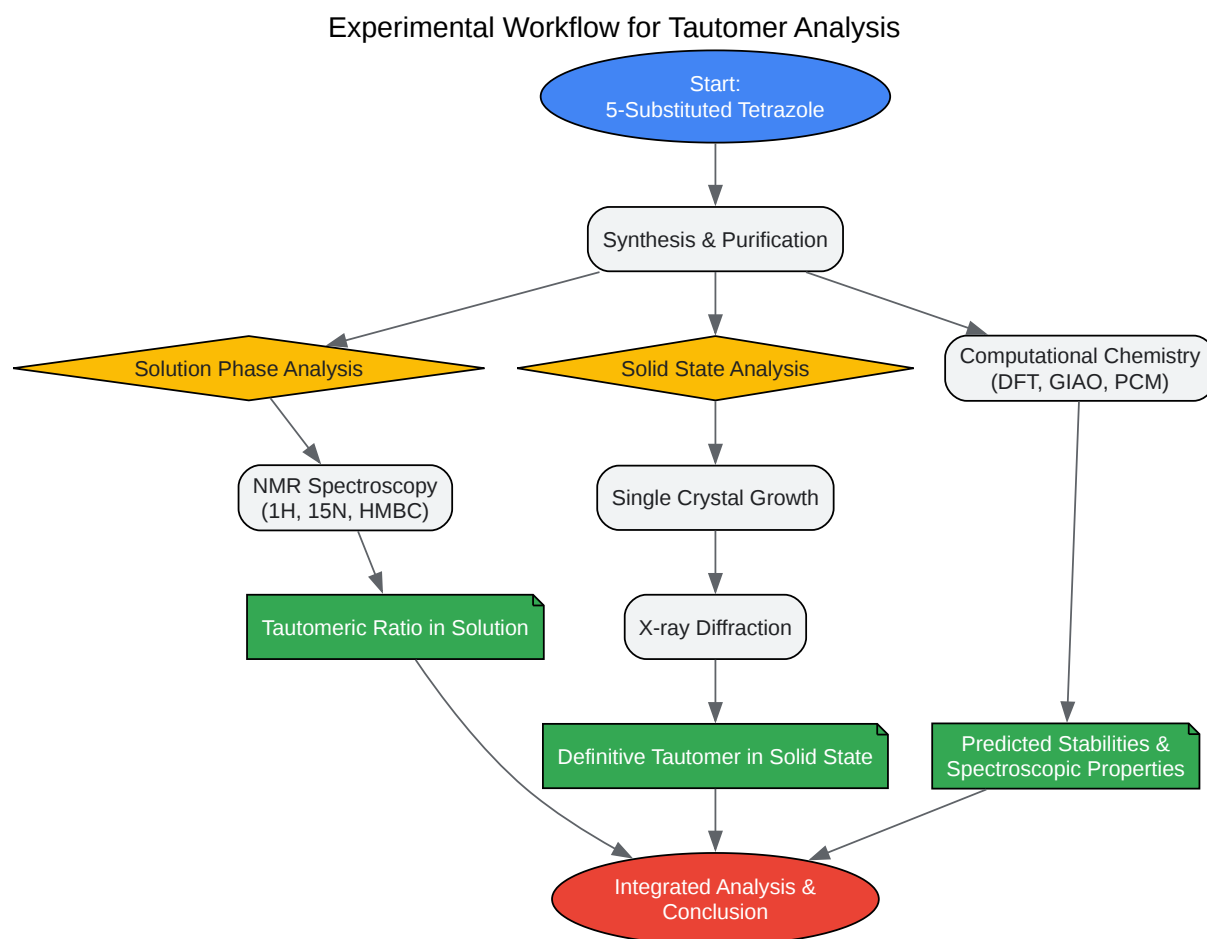 Experimental Workflow for Tautomer Analysis
Start:
5-Substituted Tetrazole
Synthesis & Purification
Solution Phase Analysis
Solid State Analysis
Computational Chemistry
(DFT, GIAO, PCM)
NMR Spectroscopy
(1H, 15N, HMBC)
Single Crystal Growth
Tautomeric Ratio in Solution
X-ray Diffraction
Definitive Tautomer in Solid State
Predicted Stabilities &
Spectroscopic Properties
Integrated Analysis &
Conclusion